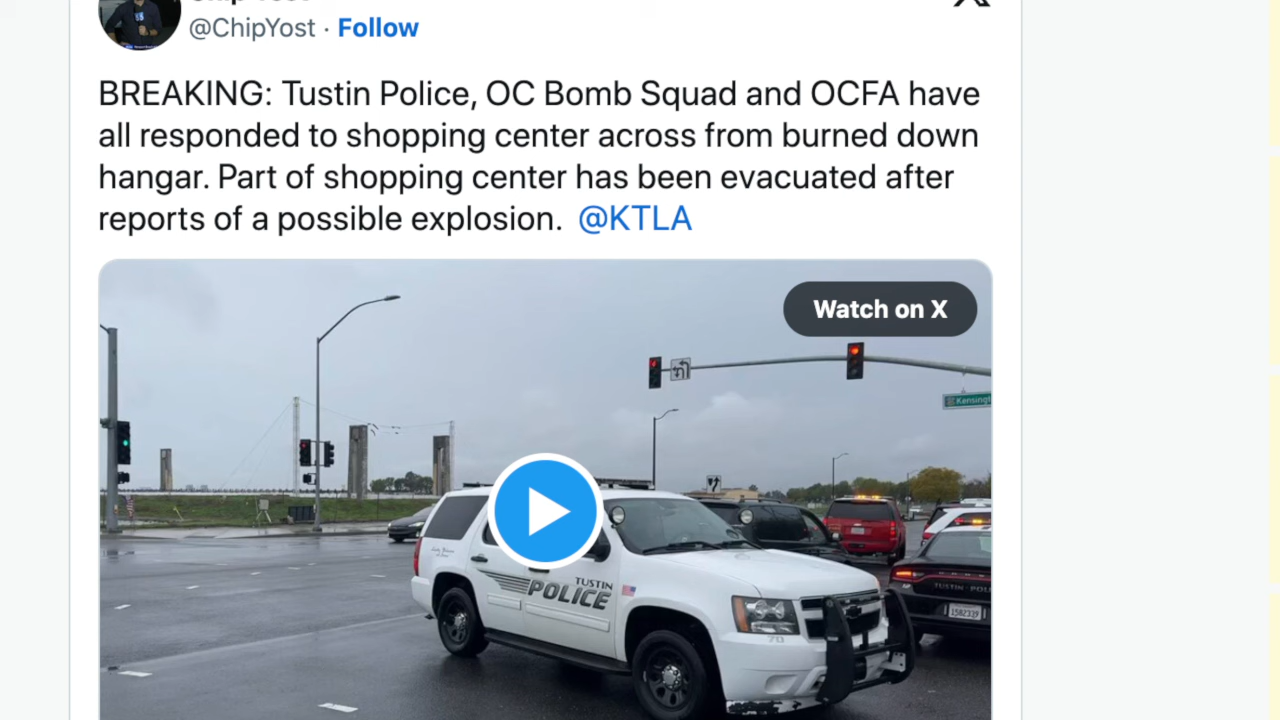 @ChipYost · Follow
BREAKING: Tustin Police, OC Bomb Squad and OCFA have
all responded to shopping center across from burned down
hangar. Part of shopping center has been evacuated after
reports of a possible explosion. @KTLA
Watch on X
TUSTIN
POLICE
70
1582339